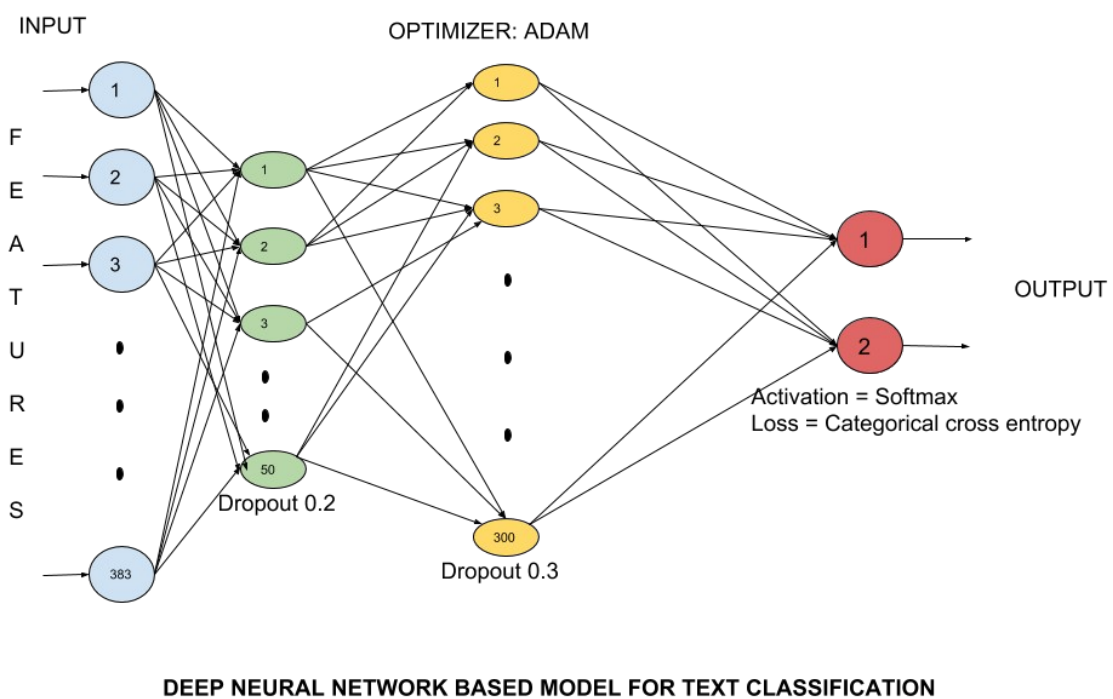 INPUT
OPTIMIZER: ADAM
F
E
A
T
U
R
E
S
1
2
3
383
1
2
3
50
Dropout 0.2
1
2
3
300
Dropout 0.3
1
2
OUTPUT
Activation = Softmax
Loss = Categorical cross entropy
DEEP NEURAL NETWORK BASED MODEL FOR TEXT CLASSIFICATION